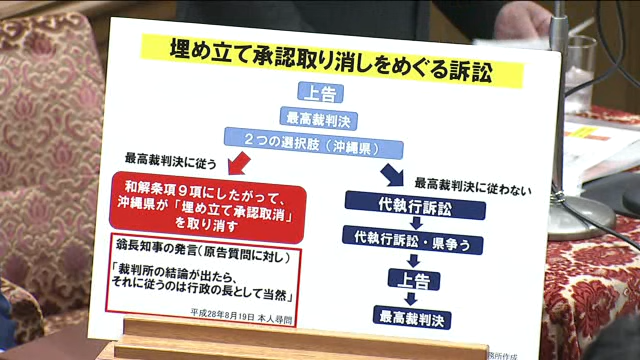 埋め立て承認取り消しをめぐる訴訟
上告
最高裁判決
２つの選択肢（沖縄県）
最高裁判決に従う
最高裁判決に従わない
和解条項９項にしたがって、
沖縄県が「埋め立て承認取消」
を取り消す
翁長知事の発言（原告質問に対し）
「裁判所の結論が出たら、
それに従うのは行政の長として当然」
平成28年8月19日 本人尋問
代執行訴訟
代執行訴訟・県争う
上告
最高裁判決
務所作成